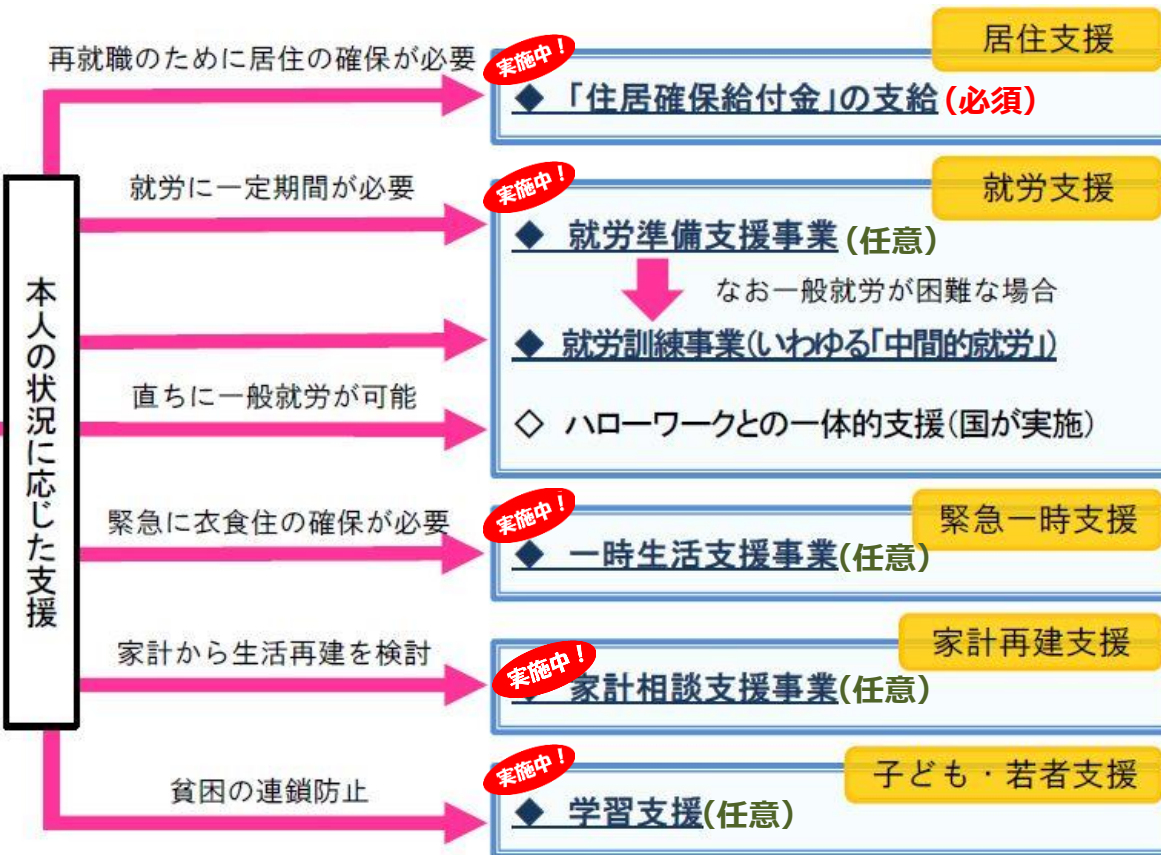 再就職のために居住の確保が必要
実施中！
居住支援
◆ 「住居確保給付金」の支給(必須)
就労に一定期間が必要
実施中！
就労支援
◆ 就労準備支援事業(任意)
なお一般就労が困難な場合
◆ 就労訓練事業(いわゆる「中間的就労」)
直ちに一般就労が可能
◇ ハローワークとの一体的支援(国が実施)
本人の状況に応じた支援
緊急に衣食住の確保が必要
実施中！
緊急一時支援
◆ 一時生活支援事業(任意)
家計から生活再建を検討
実施中！
家計再建支援
◆ 家計相談支援事業(任意)
貧困の連鎖防止
実施中！
子ども・若者支援
◆ 学習支援(任意)